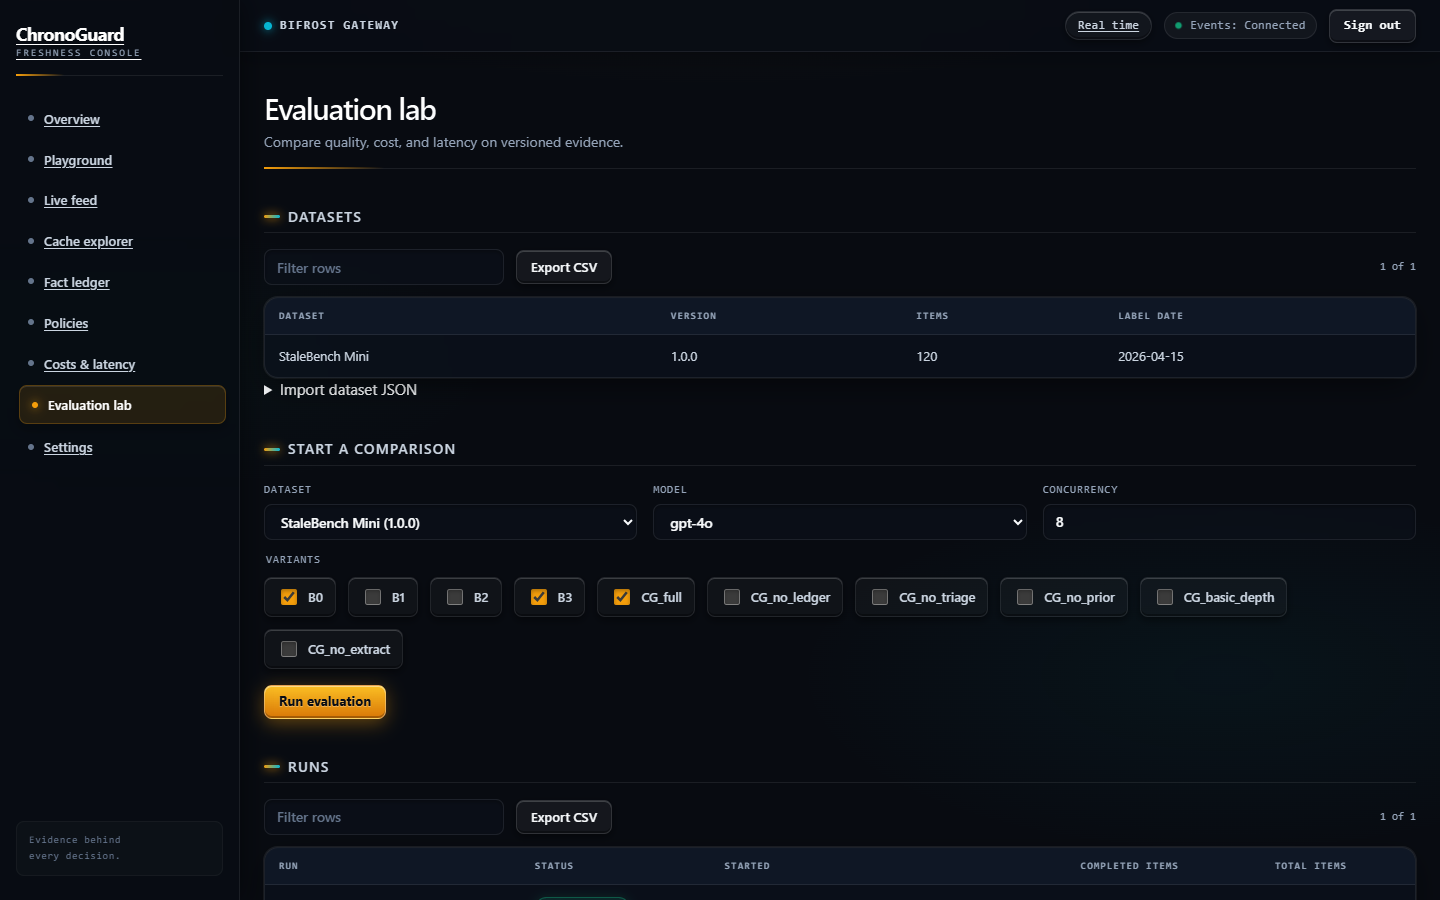 ChronoGuard
FRESHNESS CONSOLE
Overview
Playground
Live feed
Cache explorer
Fact ledger
Policies
Costs & latency
Evaluation lab
Settings
Evidence behind
every decision.
BIFROST GATEWAY
Real time
Events: Connected
Sign out
Evaluation lab
Compare quality, cost, and latency on versioned evidence.
DATASETS
Filter rows
Export CSV
1 of 1
DATASET VERSION ITEMS LABEL DATE
StaleBench Mini 1.0.0 120 2026-04-15
Import dataset JSON
START A COMPARISON
DATASET MODEL CONCURRENCY
StaleBench Mini (1.0.0) gpt-4o 8
VARIANTS
B0 B1 B2 B3 CG_full CG_no_ledger CG_no_triage CG_no_prior CG_basic_depth
CG_no_extract
Run evaluation
RUNS
Filter rows
Export CSV
1 of 1
RUN STATUS STARTED COMPLETED ITEMS TOTAL ITEMS